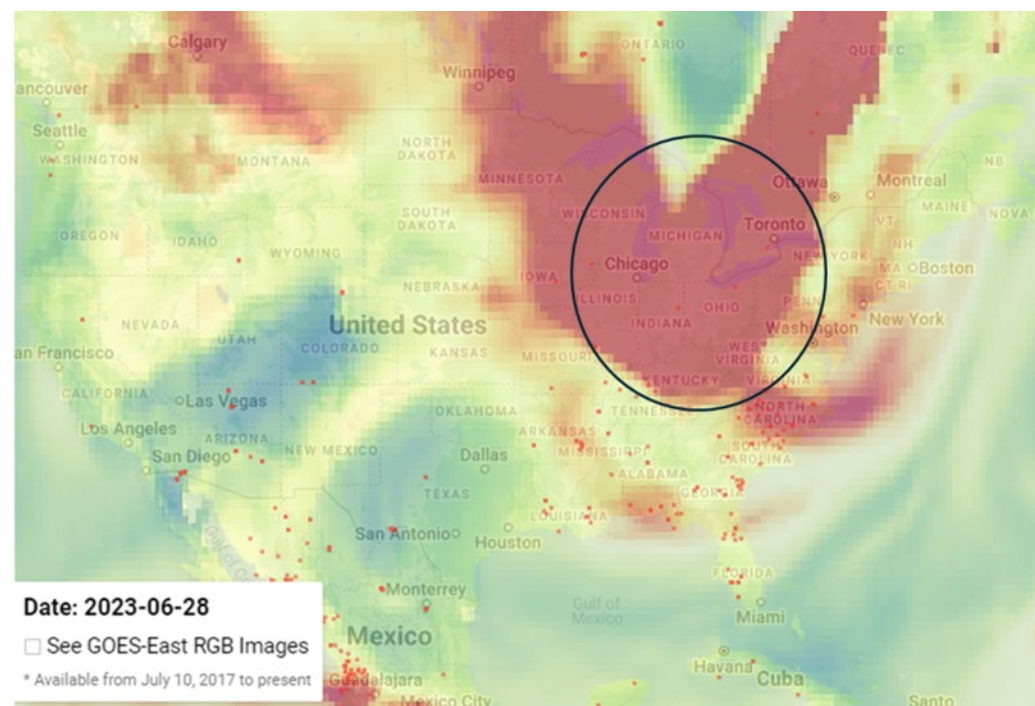 Calgary
ONTARIO
QUEBEC
Winnipeg
ancouver
Seattle
WASHINGTON
MONTANA
NORTH
DAKOTA
MINNESOTA
Ottawa
Montreal
NB
MAINE
NOVA
OREGON
IDAHO
SOUTH
DAKOTA
WISCONSIN
MICHIGAN
Toronto
VT
NH
WYOMING
IOWA
Chicago
NEW YORK
MA
Boston
CT RI
NEBRASKA
ILLINOIS
OHIO
PENN
NEVADA
UTAH
United States
INDIANA
Washington
New York
an Francisco
COLORADO
KANSAS
MISSOURI
WEST
VIRGINIA
CALIFORNIA
Las Vegas
KENTUCKY
VIRGINIA
Los Angeles
ARIZONA
OKLAHOMA
TENNESSEE
NORTH
CAROLINA
San Diego
NEW MEXICO
Dallas
ARKANSAS
MISSISSIPPI
SOUTH
CAROLINA
TEXAS
ALABAMA
GEORGIA
San Antonio
Houston
LOUISIANA
Gulf of
FLORIDA
Monterrey
Gulf of
Mexico
Miami
Date: 2023-06-28
See GOES-East RGB Images
* Available from July 10, 2017 to present
Mexico
Guadalajara
Mexico City
Havana
Cuba
Santo